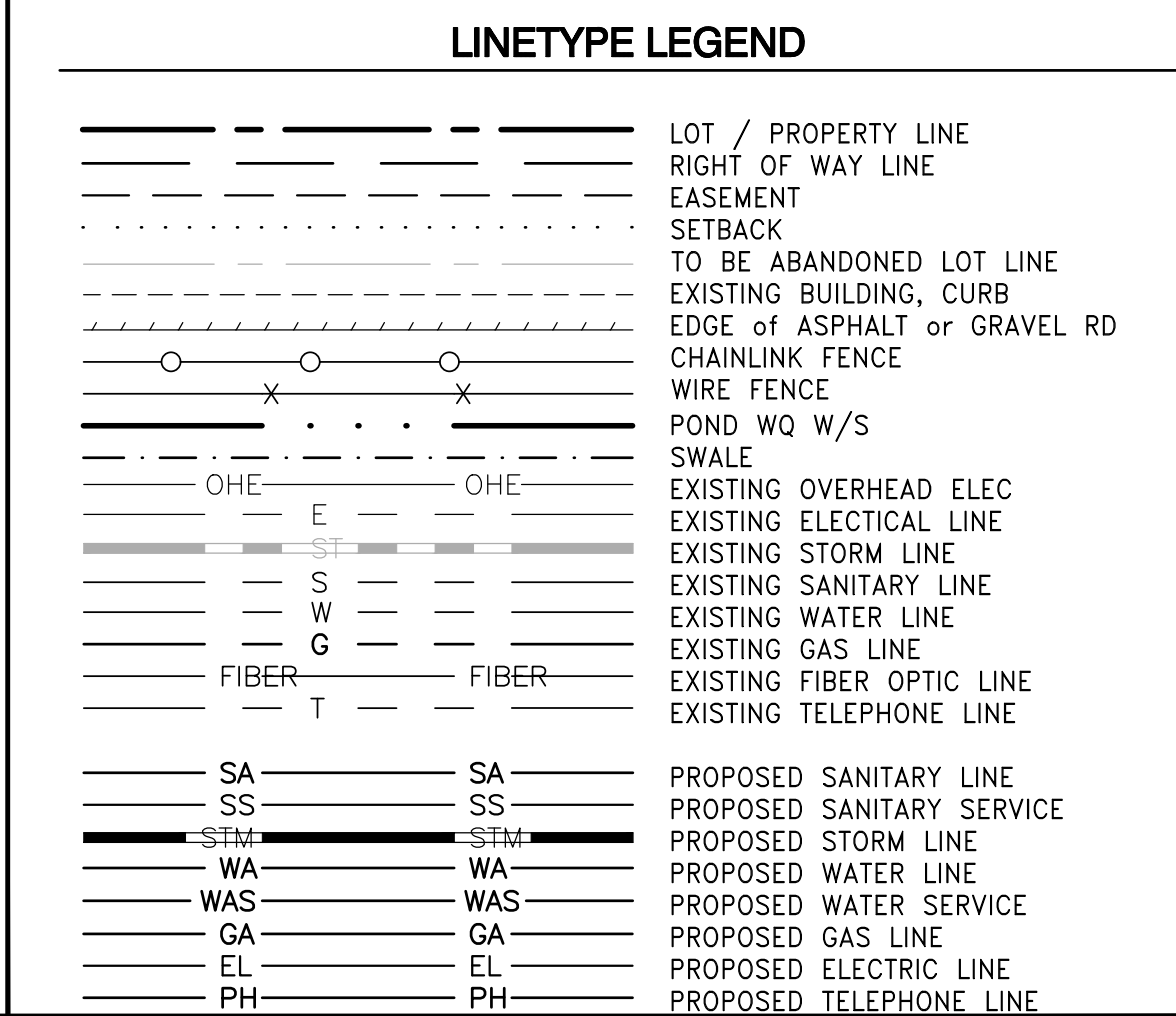 LINETYPE LEGEND
LOT / PROPERTY LINE
RIGHT OF WAY LINE
EASEMENT
SETBACK
TO BE ABANDONED LOT LINE
EXISTING BUILDING, CURB
EDGE of ASPHALT or GRAVEL RD
CHAINLINK FENCE
X X WIRE FENCE
POND WQ W/S
SWALE
OHE OHE EXISTING OVERHEAD ELEC
E EXISTING ELECTICAL LINE
ST EXISTING STORM LINE
S EXISTING SANITARY LINE
W EXISTING WATER LINE
G EXISTING GAS LINE
FIBER FIBER EXISTING FIBER OPTIC LINE
T EXISTING TELEPHONE LINE
SA SA PROPOSED SANITARY LINE
SS SS PROPOSED SANITARY SERVICE
STM STM PROPOSED STORM LINE
WA WA PROPOSED WATER LINE
WAS WAS PROPOSED WATER SERVICE
GA GA PROPOSED GAS LINE
EL EL PROPOSED ELECTRIC LINE
PH PH PROPOSED TELEPHONE LINE